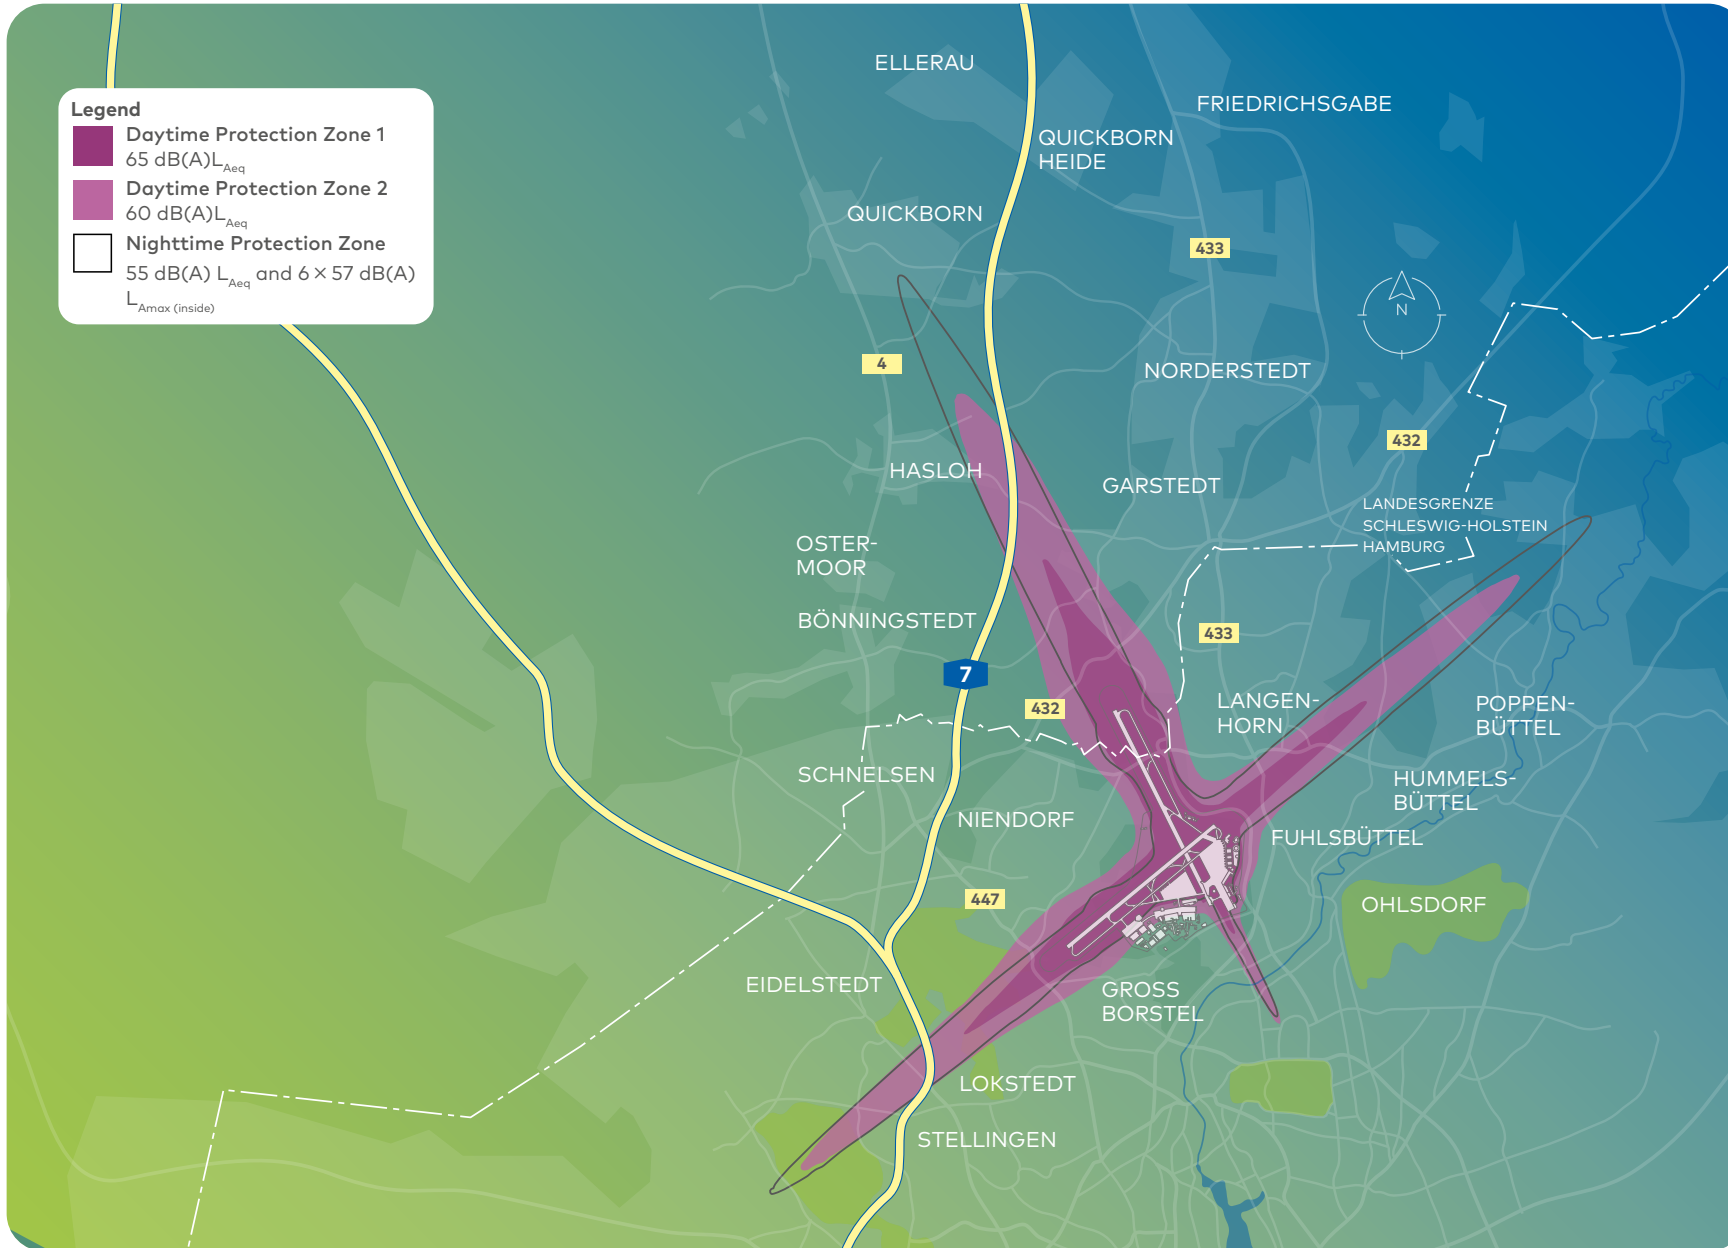 Legend
Daytime Protection Zone 1
65 dB(A)LAeq
Daytime Protection Zone 2
60 dB(A)LAeq
Nighttime Protection Zone
55 dB(A) LAeq and 6 × 57 dB(A)
LAmax (inside)
ELLERAU
FRIEDRICHSGABE
QUICKBORN
HEIDE
QUICKBORN
433
N
4
NORDERSTEDT
432
HASLOH
GARSTEDT
LANDESGRENZE
SCHLESWIG-HOLSTEIN
HAMBURG
OSTER-
MOOR
BÖNNINGSTEDT
433
7
432
LANGEN-
HORN
POPPEN-
BÜTTEL
SCHNELSEN
HUMMELS-
BÜTTEL
NIENDORF
FUHLSBÜTTEL
447
OHLSDORF
EIDELSTEDT
GROSS
BORSTEL
LOKSTEDT
STELLINGEN